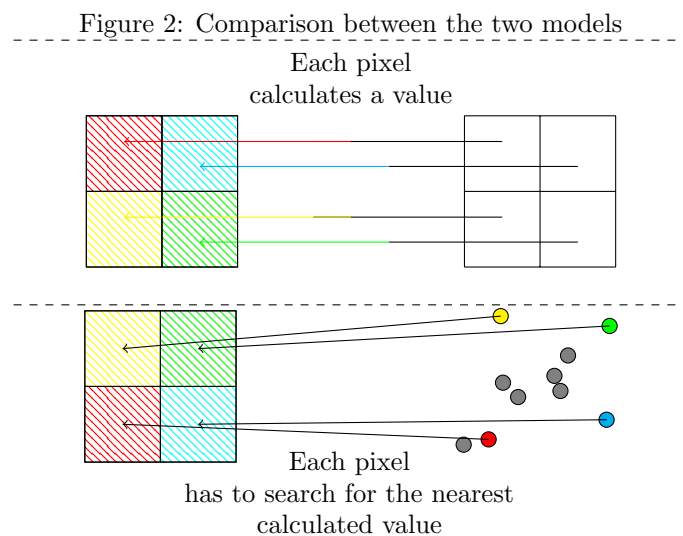 Figure 2: Comparison between the two models
Each pixel
calculates a value
Each pixel
has to search for the nearest
calculated value